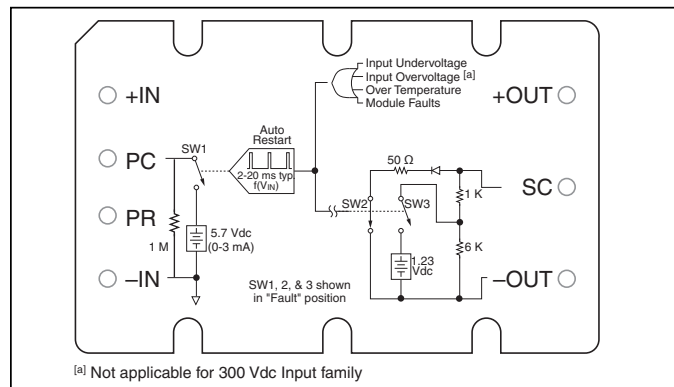 Input Undervoltage
Input Overvoltage [a]
Over Temperature
Module Faults
+IN
+OUT
Auto
Restart
SW1
PC
2-20 ms typ.
f(VIN)
50 Ω
SC
SW2
SW3
1 K
PR
5.7 Vdc
(0-3 mA)
1 M
6 K
1.23
Vdc
–IN
–OUT
SW1, 2, & 3 shown
in "Fault" position
[a] Not applicable for 300 Vdc Input family